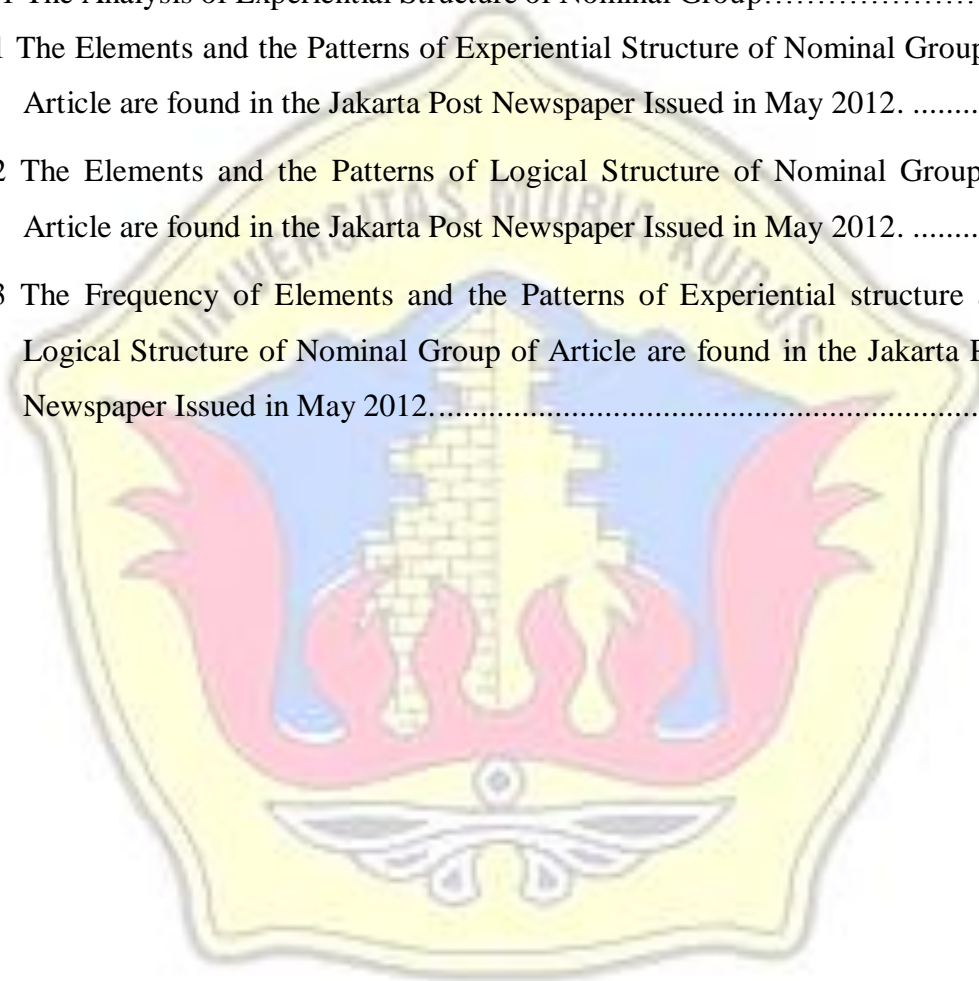 1 The Analysis of Experiential Structure of Nominal Group…………………
1 The Elements and the Patterns of Experiential Structure of Nominal Group
Article are found in the Jakarta Post Newspaper Issued in May 2012. ........
2 The Elements and the Patterns of Logical Structure of Nominal Group
Article are found in the Jakarta Post Newspaper Issued in May 2012. ........
3 The Frequency of Elements and the Patterns of Experiential structure
Logical Structure of Nominal Group of Article are found in the Jakarta
Newspaper Issued in May 2012..................................................................
UNIVERSITAS MURIA KUDUS